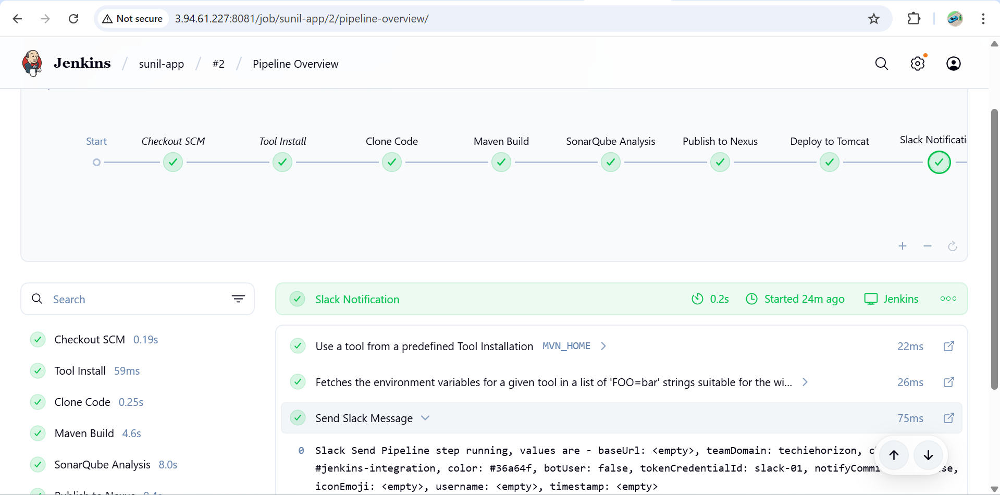 Not secure 3.94.61.227:8081/job/sunil-app/2/pipeline-overview/
Jenkins / sunil-app / #2 / Pipeline Overview
Start Checkout SCM Tool Install Clone Code Maven Build SonarQube Analysis Publish to Nexus Deploy to Tomcat Slack Notificati
Search
Slack Notification 0.2s Started 24m ago Jenkins
Checkout SCM 0.19s
Tool Install 59ms
Clone Code 0.25s
Maven Build 4.6s
SonarQube Analysis 8.0s
Publish to Nexus 0.4s
Use a tool from a predefined Tool Installation MVN_HOME 22ms
Fetches the environment variables for a given tool in a list of 'FOO=bar' strings suitable for the wi... 26ms
Send Slack Message 75ms
0 Slack Send Pipeline step running, values are - baseUrl: <empty>, teamDomain: techiehorizon,
#jenkins-integration, color: #36a64f, botUser: false, tokenCredentialId: slack-01, notifyCommi
iconEmoji: <empty>, username: <empty>, timestamp: <empty>